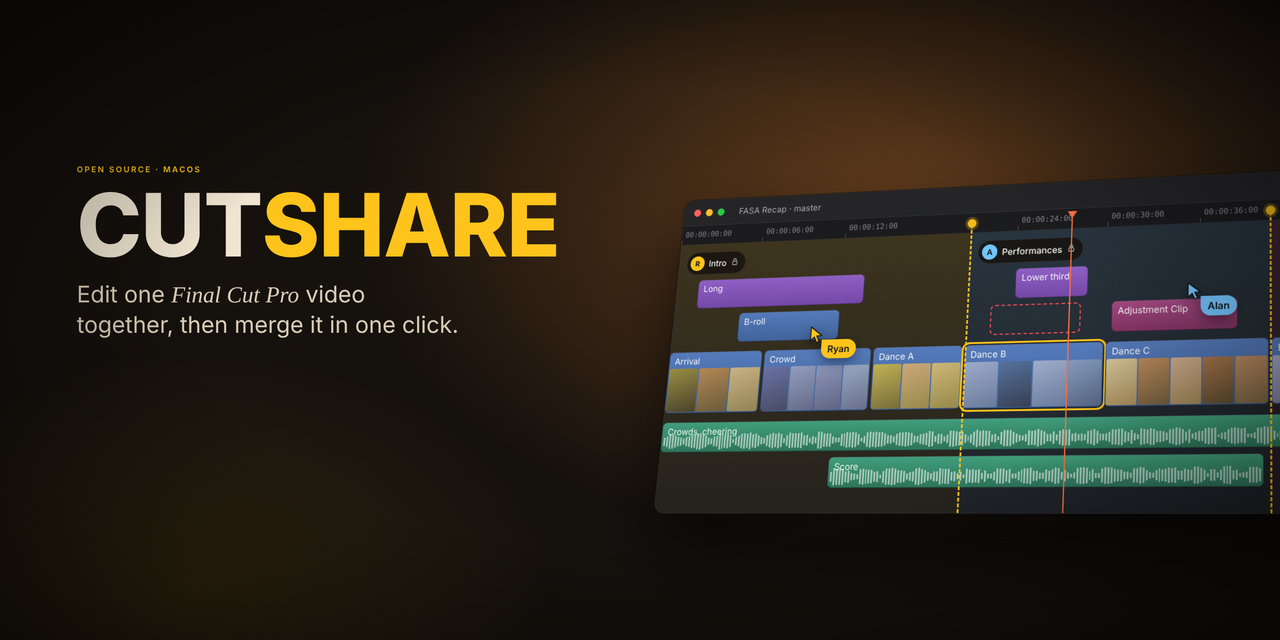 OPEN SOURCE · MACOS
CUTSHARE
Edit one Final Cut Pro video
together, then merge it in one click.
FASA Recap · master
00:00:00:00 00:00:06:00 00:00:12:00 00:00:24:00 00:00:30:00 00:00:36:00
R Intro
A Performances
Long
Lower third
B-roll
Adjustment Clip
Alan
Ryan
Arrival
Crowd
Dance A
Dance B
Dance C
Crowds, cheering
Score